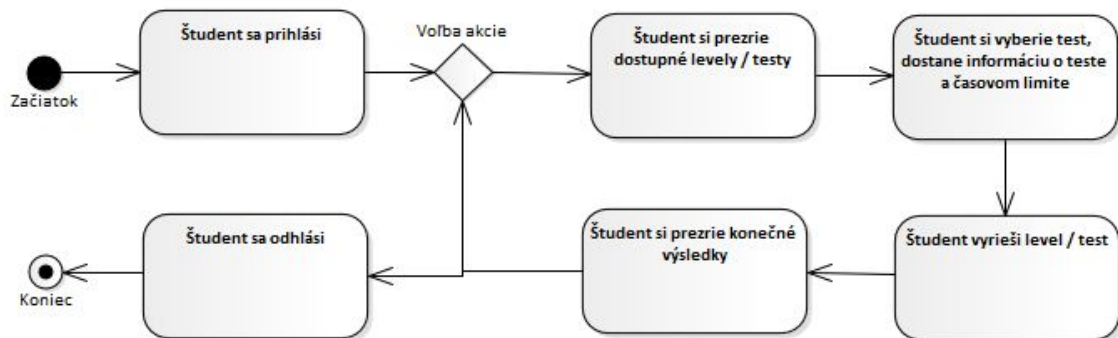 Začiatok
Študent sa prihlási
Voľba akcie
Študent si prezrie
dostupné levely / testy
Študent si vyberie test,
dostane informáciu o teste
a časovom limite
Študent vyrieši level / test
Študent si prezrie konečné
výsledky
Študent sa odhlási
Koniec